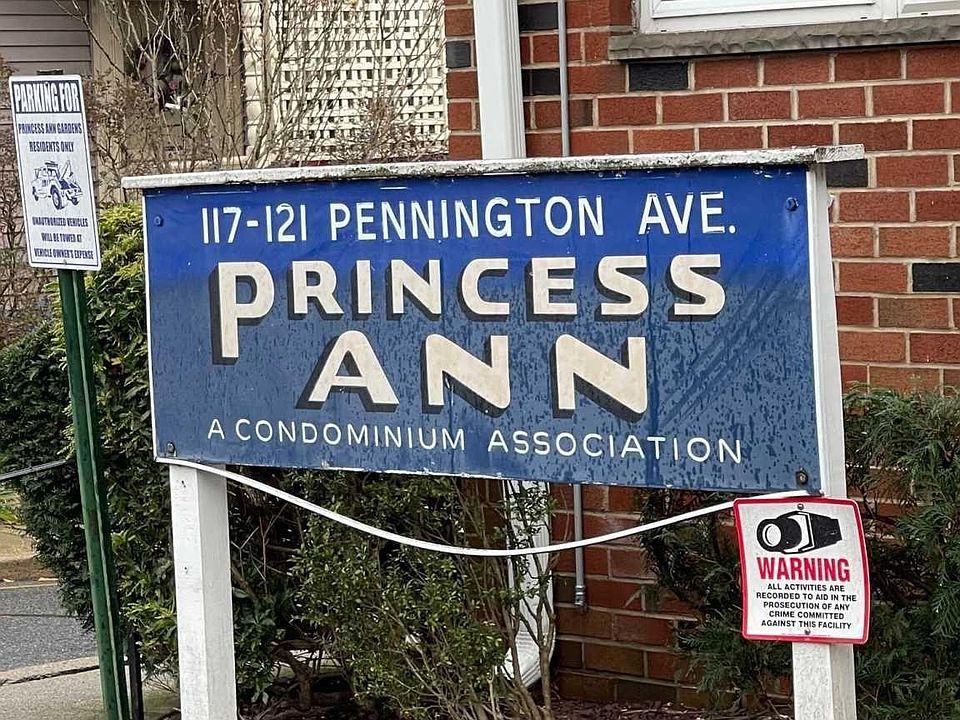 PARKING FOR
PRINCESS ANN GARDENS
RESIDENTS ONLY
UNAUTHORIZED VEHICLES
WILL BE TOWED AT
VEHICLE OWNER'S EXPENSE
117-121 PENNINGTON AVE.
PRINCESS
ANN
A CONDOMINIUM ASSOCIATION
WARNING
ALL ACTIVITIES ARE
RECORDED TO AID IN THE
PROSECUTION OF ANY
CRIME COMMITTED
AGAINST THIS FACILITY